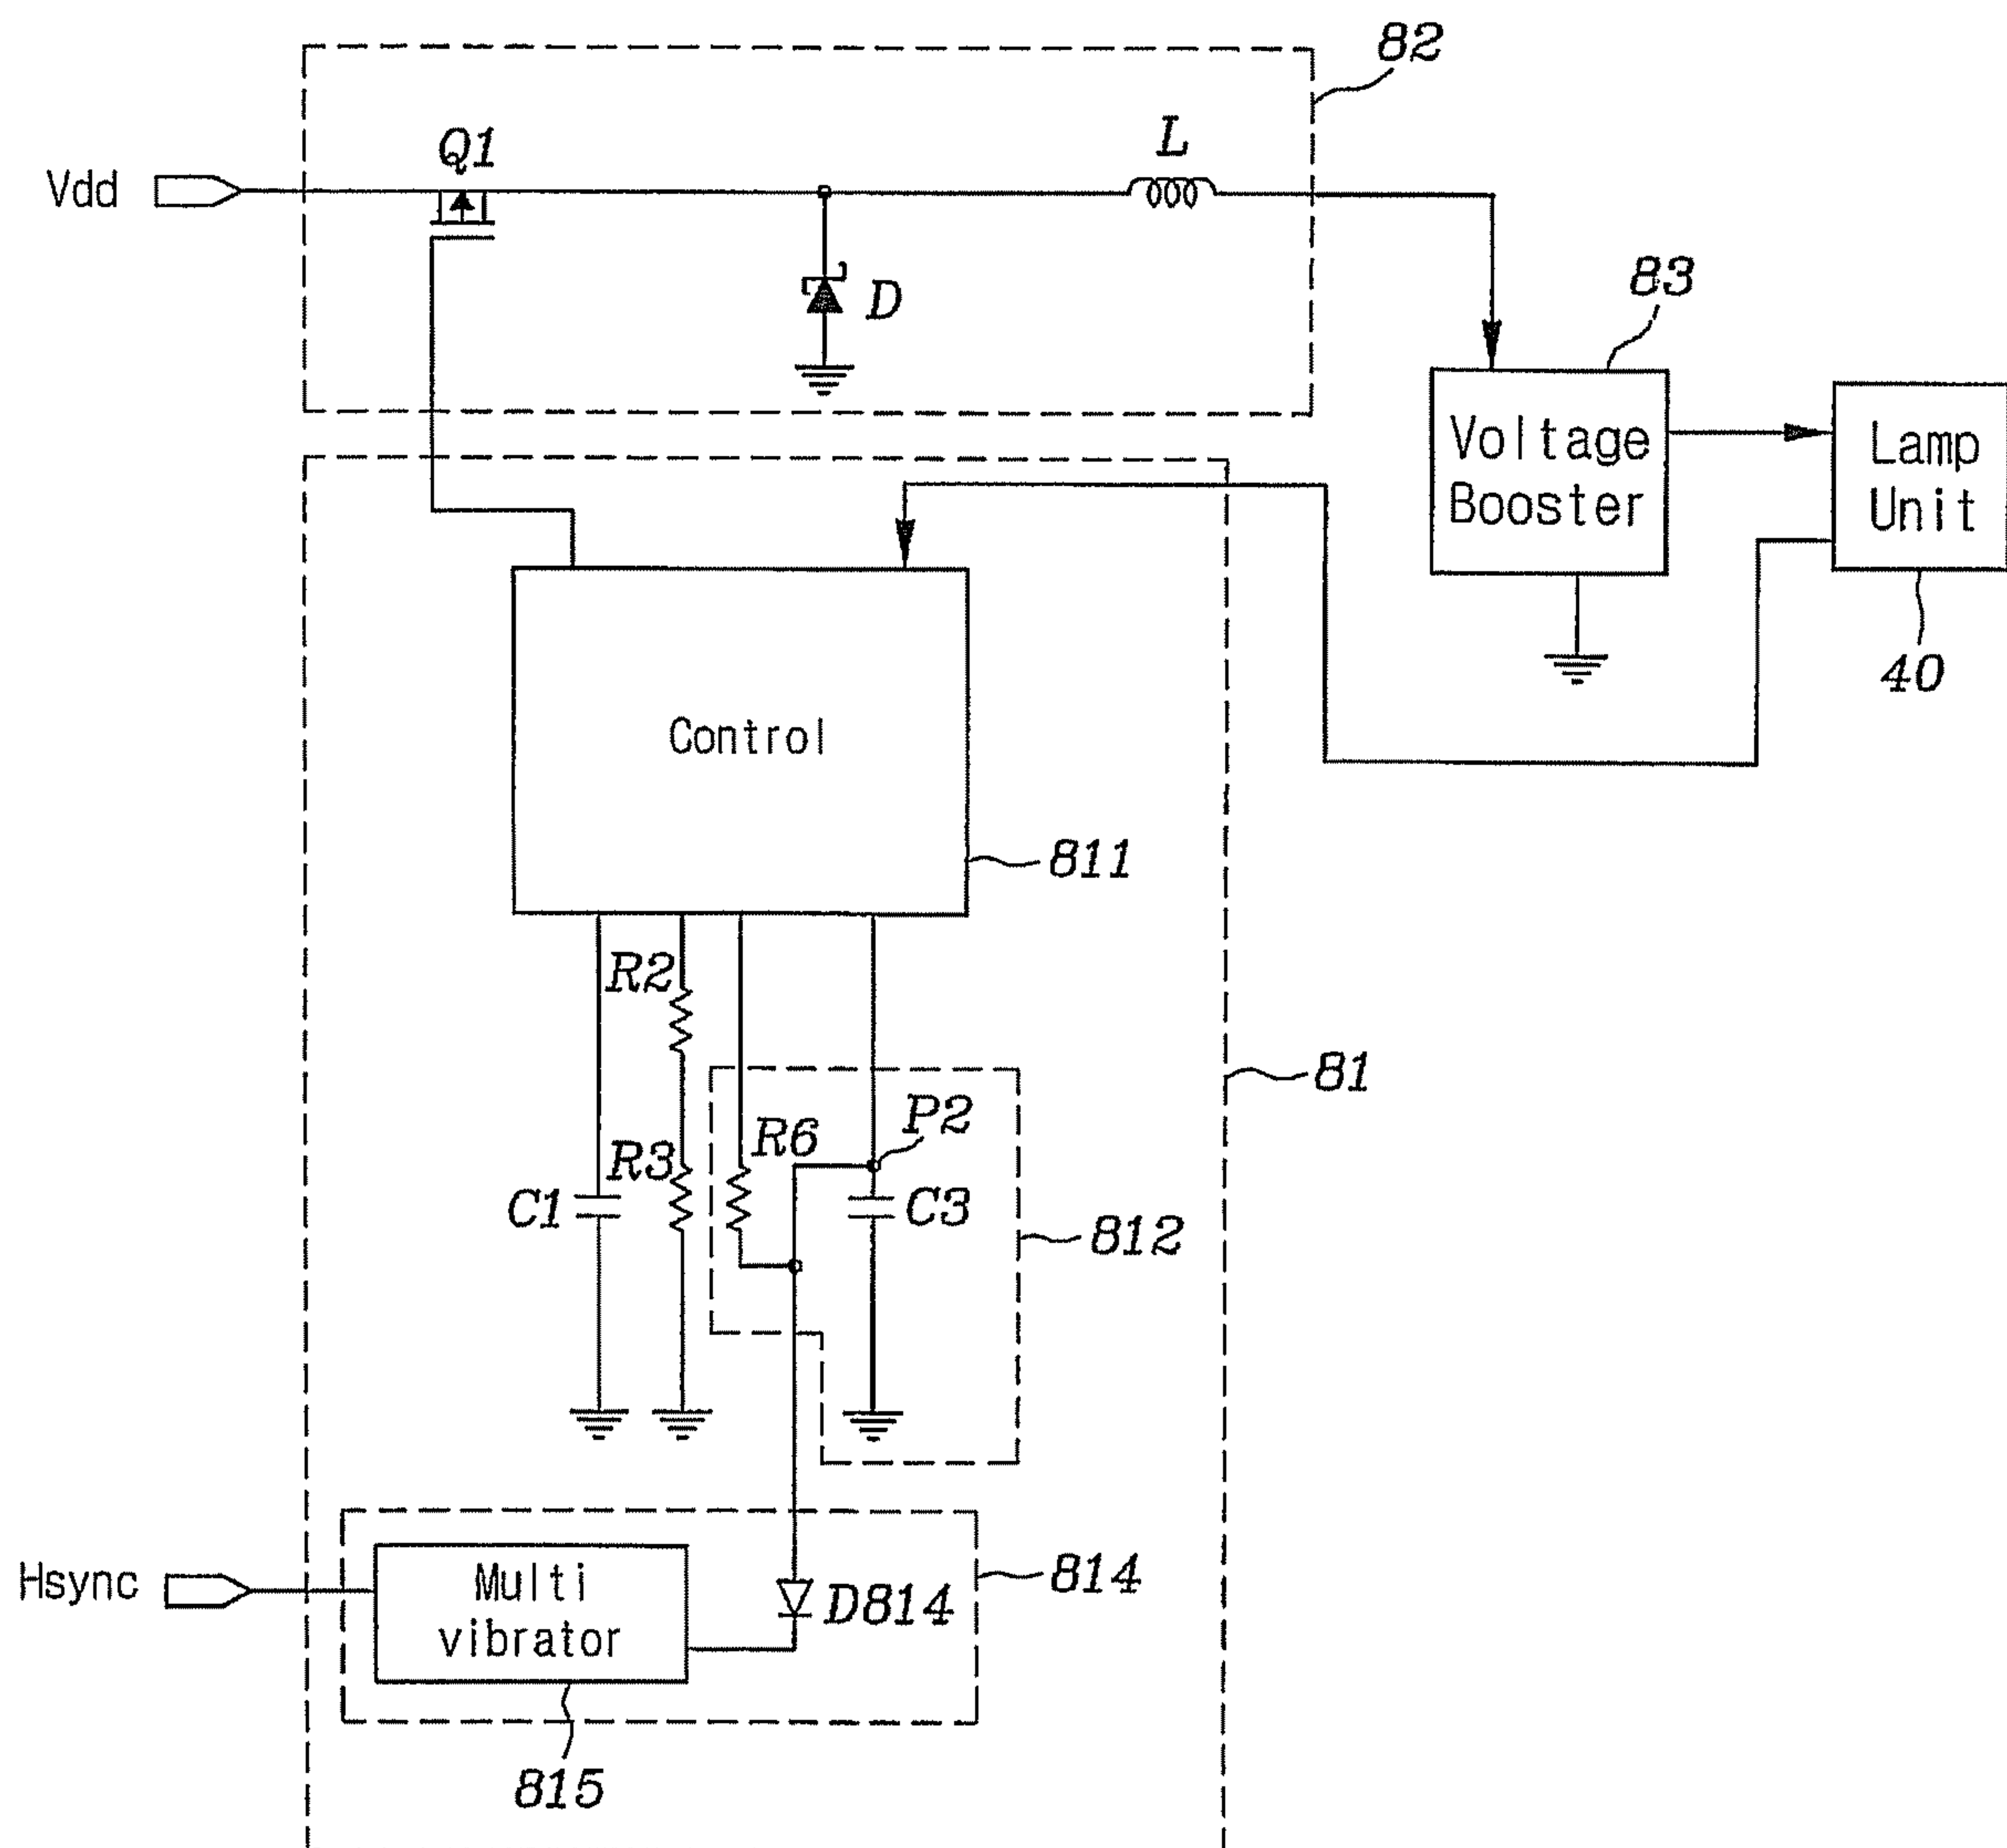 82
Q1
L
Vdd
D
83
Voltage
Booster
Lamp
Unit
40
Control
811
R2
81
P2
R6
R3
C1
C3
812
Hsync
Multi
vibrator
D814
814
815